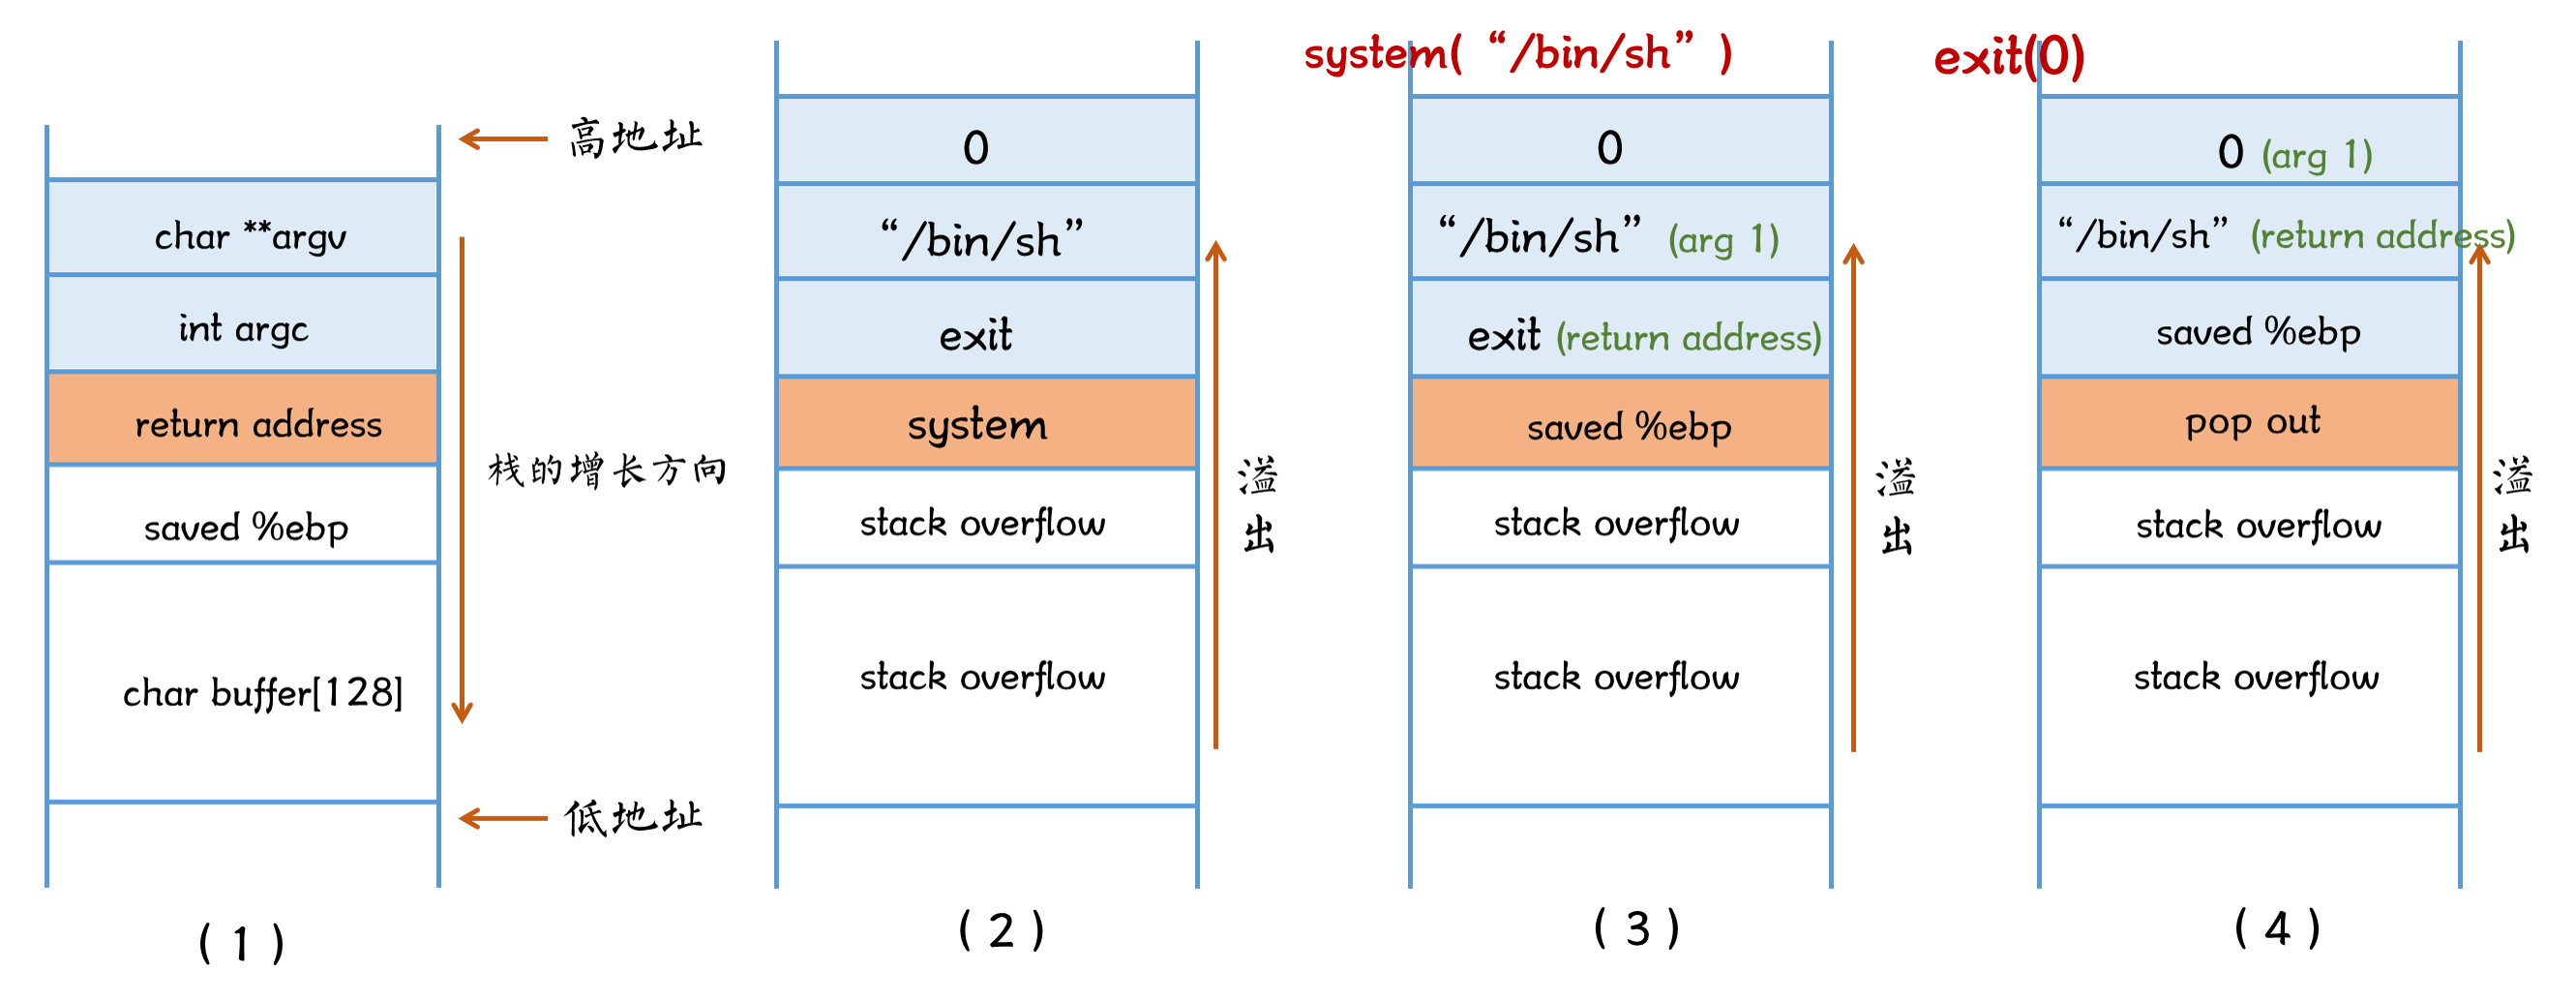 高地址
char **argv
int argc
return address
栈的增长方向
saved %ebp
char buffer[128]
低地址
( 1 )
0
“/bin/sh”
exit
system
stack overflow
stack overflow
溢
出
( 2 )
system( “/bin/sh” )
0
“/bin/sh” (arg 1)
exit (return address)
saved %ebp
stack overflow
stack overflow
溢
出
( 3 )
exit(0)
0 (arg 1)
“/bin/sh” (return address)
saved %ebp
pop out
stack overflow
stack overflow
溢
出
( 4 )